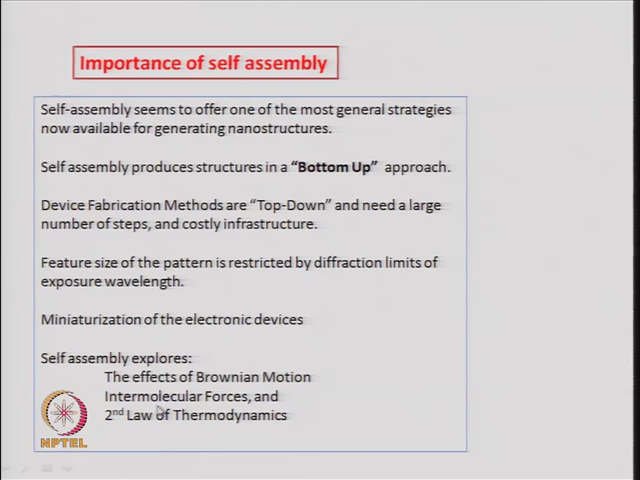 Importance of self assembly
Self-assembly seems to offer one of the most general strategies
now available for generating nanostructures.
Self assembly produces structures in a “Bottom Up” approach.
Device Fabrication Methods are “Top-Down” and need a large
number of steps, and costly infrastructure.
Feature size of the pattern is restricted by diffraction limits of
exposure wavelength.
Miniaturization of the electronic devices
Self assembly explores:
The effects of Brownian Motion
Intermolecular Forces, and
2nd Law of Thermodynamics
NPTEL